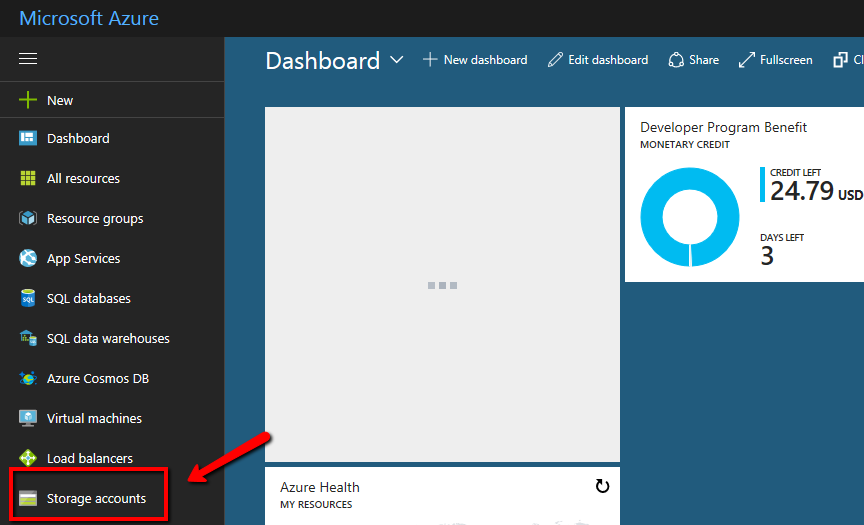 Microsoft Azure
New
Dashboard
All resources
Resource groups
App Services
SQL databases
SQL data warehouses
Azure Cosmos DB
Virtual machines
Load balancers
Storage accounts
Dashboard
New dashboard
Edit dashboard
Share
Fullscreen
Cl
Developer Program Benefit
MONETARY CREDIT
CREDIT LEFT
24.79 USD
DAYS LEFT
3
Azure Health
MY RESOURCES